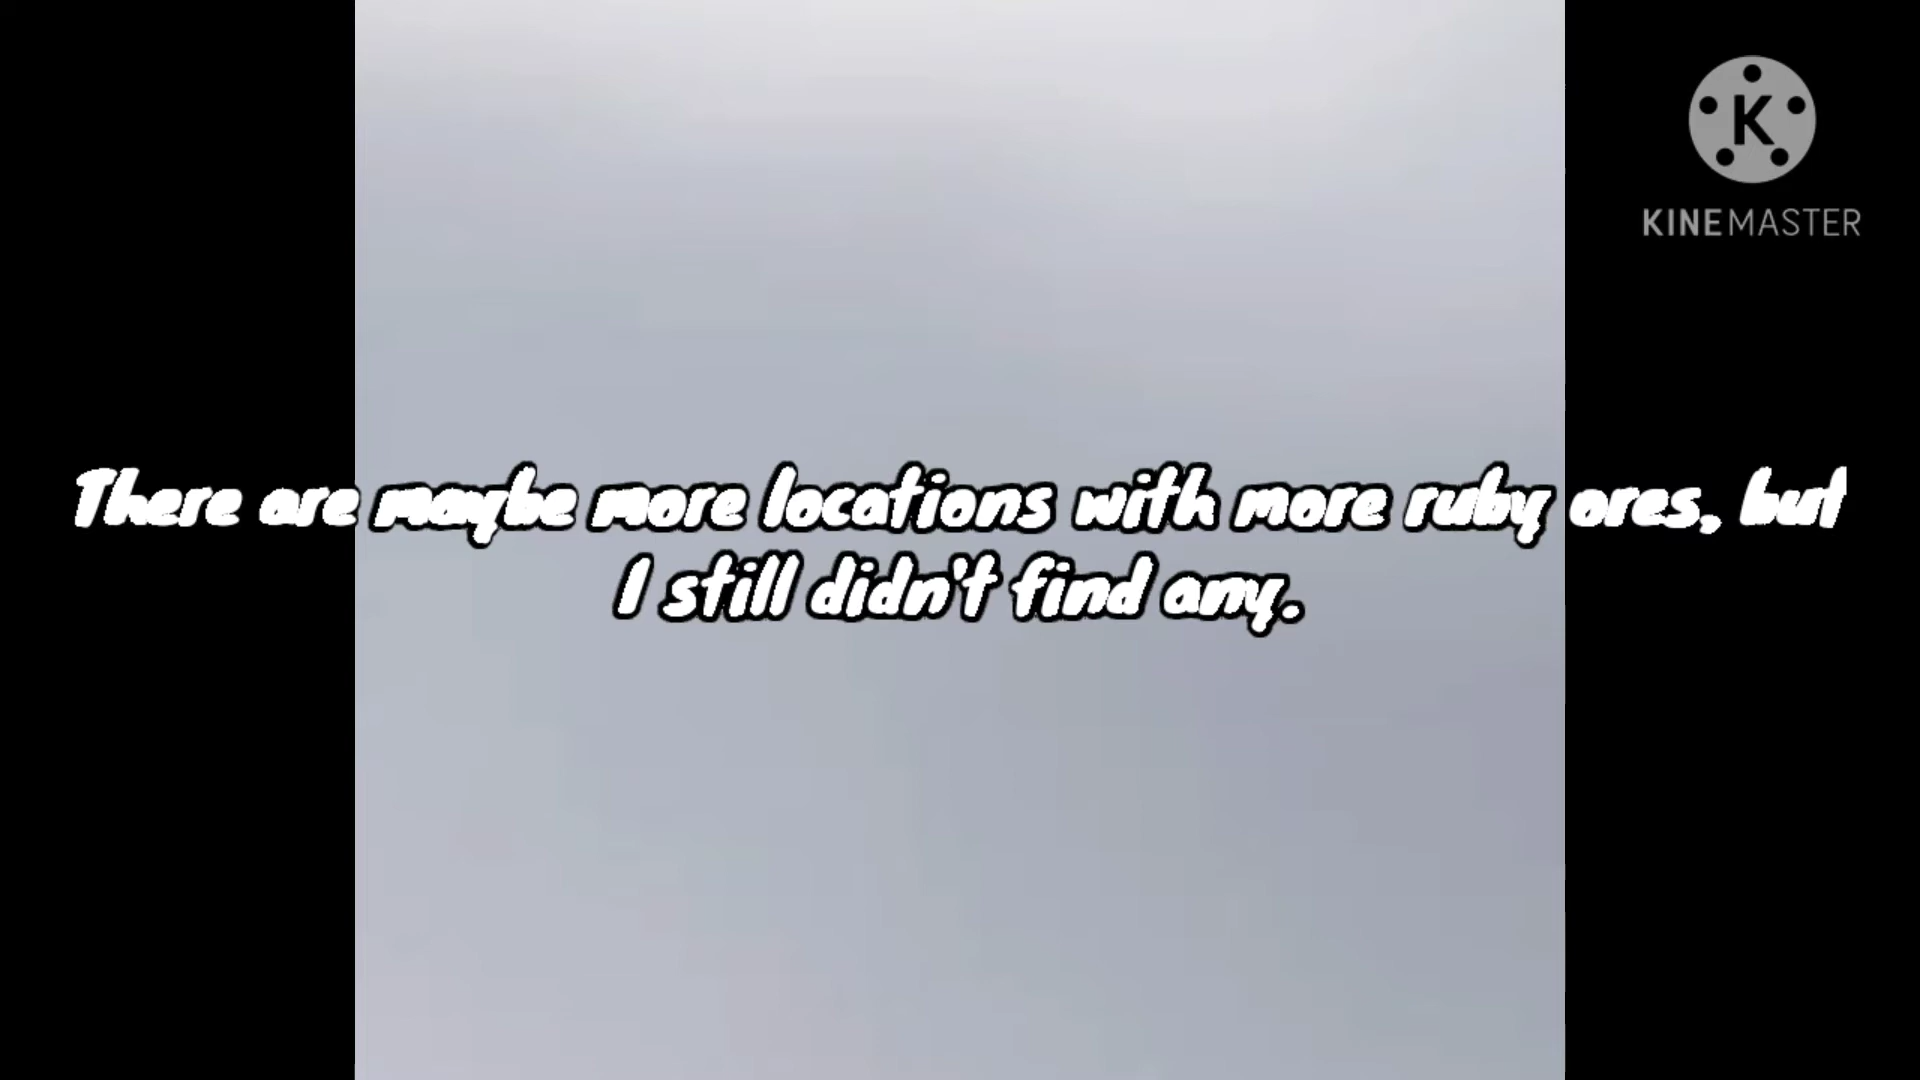 K
KINEMASTER
There are maybe more locations with more ruby ores, but
I still didn't find any.